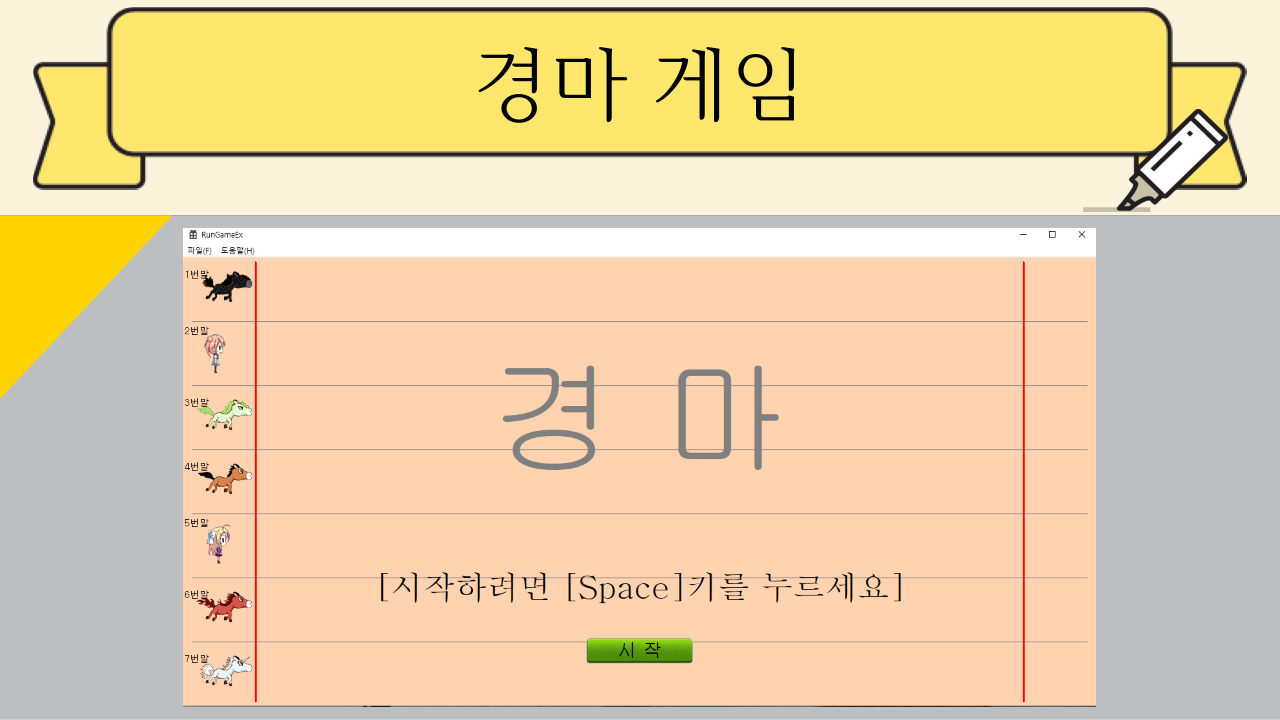 경마 게임
RunGameEx
파일(F) 도움말(H)
1번말
2번말
경 마
3번말
4번말
5번말
[시작하려면 [Space]키를 누르세요]
6번말
시 작
7번말